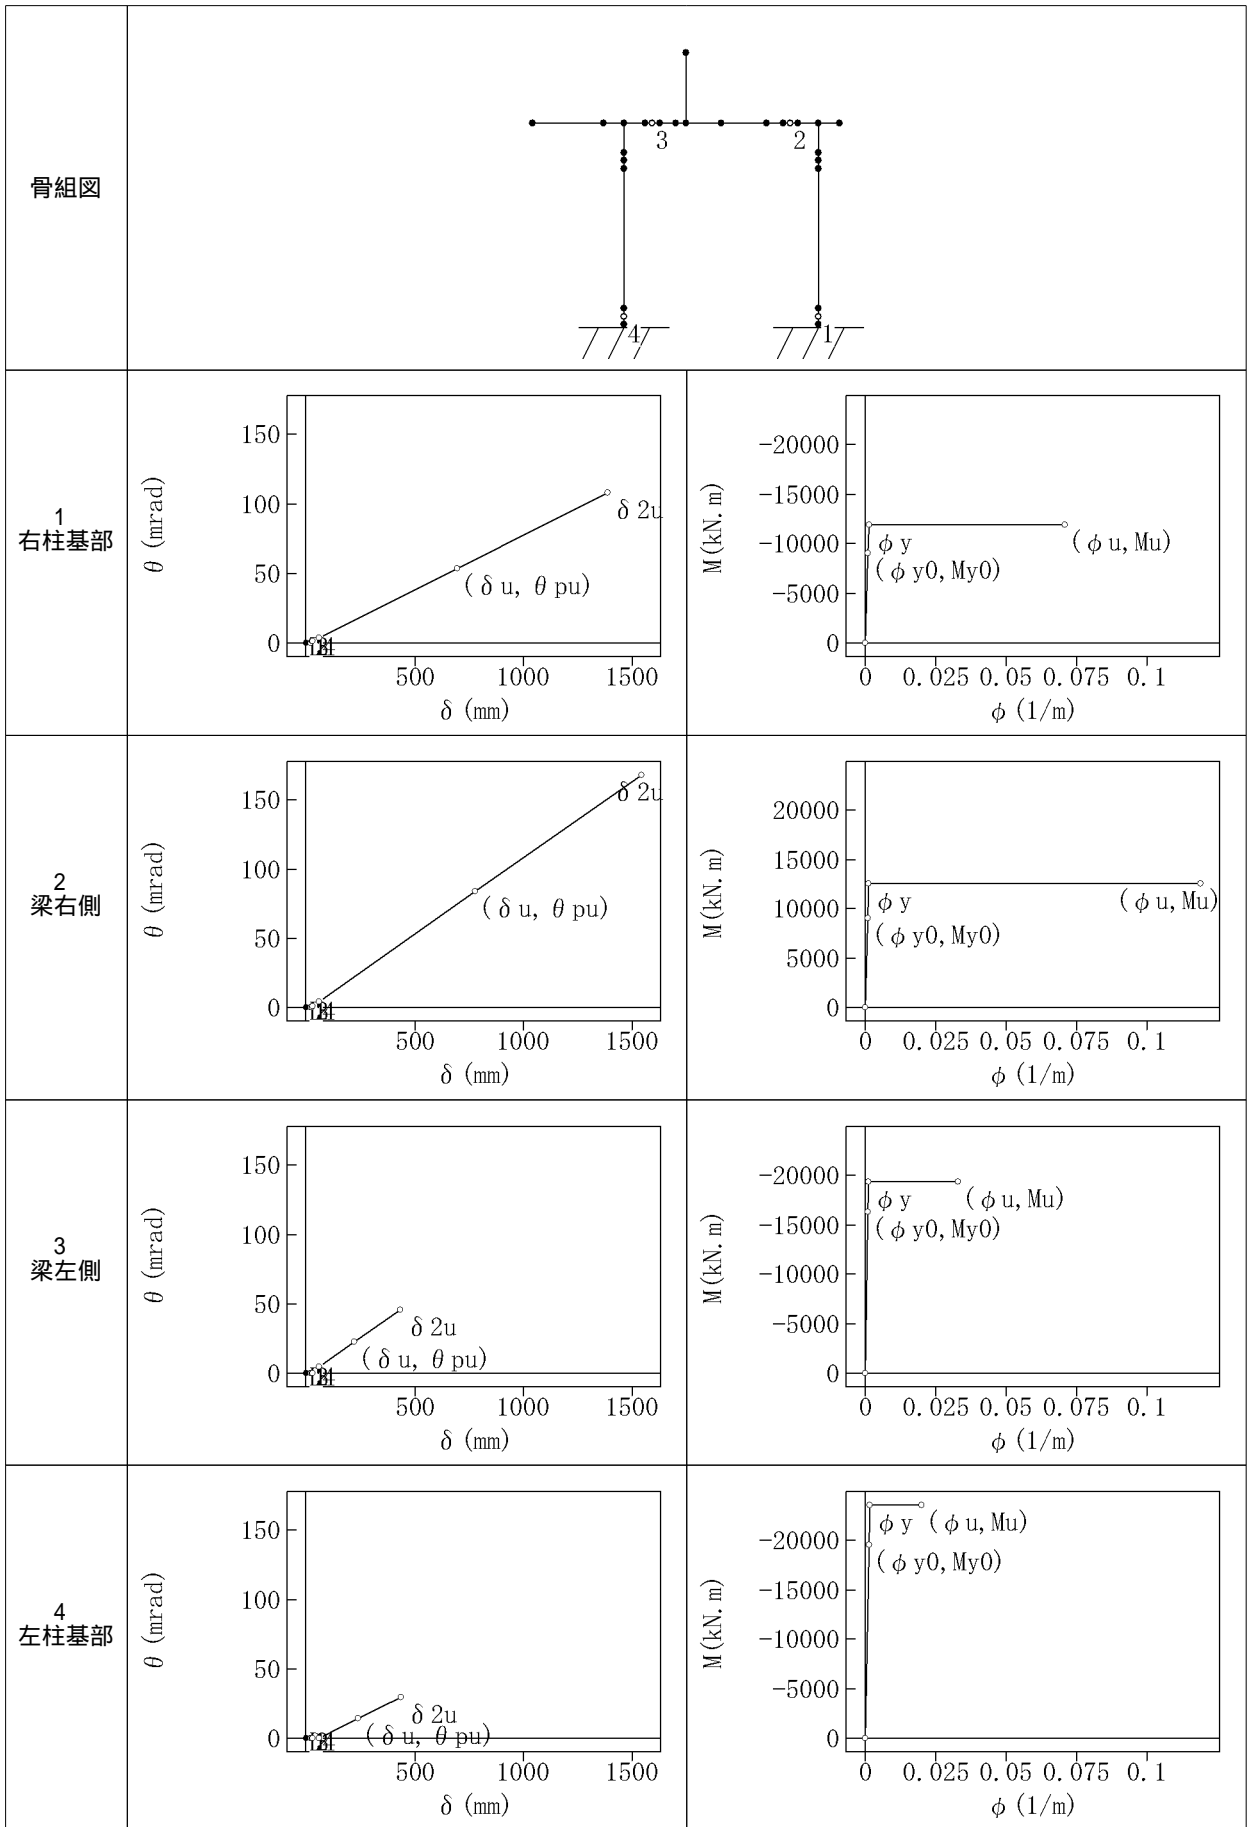 骨組図
3
2
4
1
1
右柱基部
150
100
50
0
θ (mrad)
δ 2u
(δ u, θ pu)
500
1000
1500
δ (mm)
-20000
-15000
-10000
-5000
0
M(kN.m)
φ y
(φ y0, My0)
(φ u, Mu)
0
0.025
0.05
0.075
0.1
φ (1/m)
2
梁右側
150
100
50
0
θ (mrad)
δ 2u
(δ u, θ pu)
500
1000
1500
δ (mm)
20000
15000
10000
5000
0
M(kN.m)
φ y
(φ y0, My0)
(φ u, Mu)
0
0.025
0.05
0.075
0.1
φ (1/m)
3
梁左側
150
100
50
0
θ (mrad)
δ 2u
(δ u, θ pu)
500
1000
1500
δ (mm)
-20000
-15000
-10000
-5000
0
M(kN.m)
φ y
(φ u, Mu)
(φ y0, My0)
0
0.025
0.05
0.075
0.1
φ (1/m)
4
左柱基部
150
100
50
0
θ (mrad)
δ 2u
(δ u, θ pu)
500
1000
1500
δ (mm)
-20000
-15000
-10000
-5000
0
M(kN.m)
φ y
(φ u, Mu)
(φ y0, My0)
0
0.025
0.05
0.075
0.1
φ (1/m)